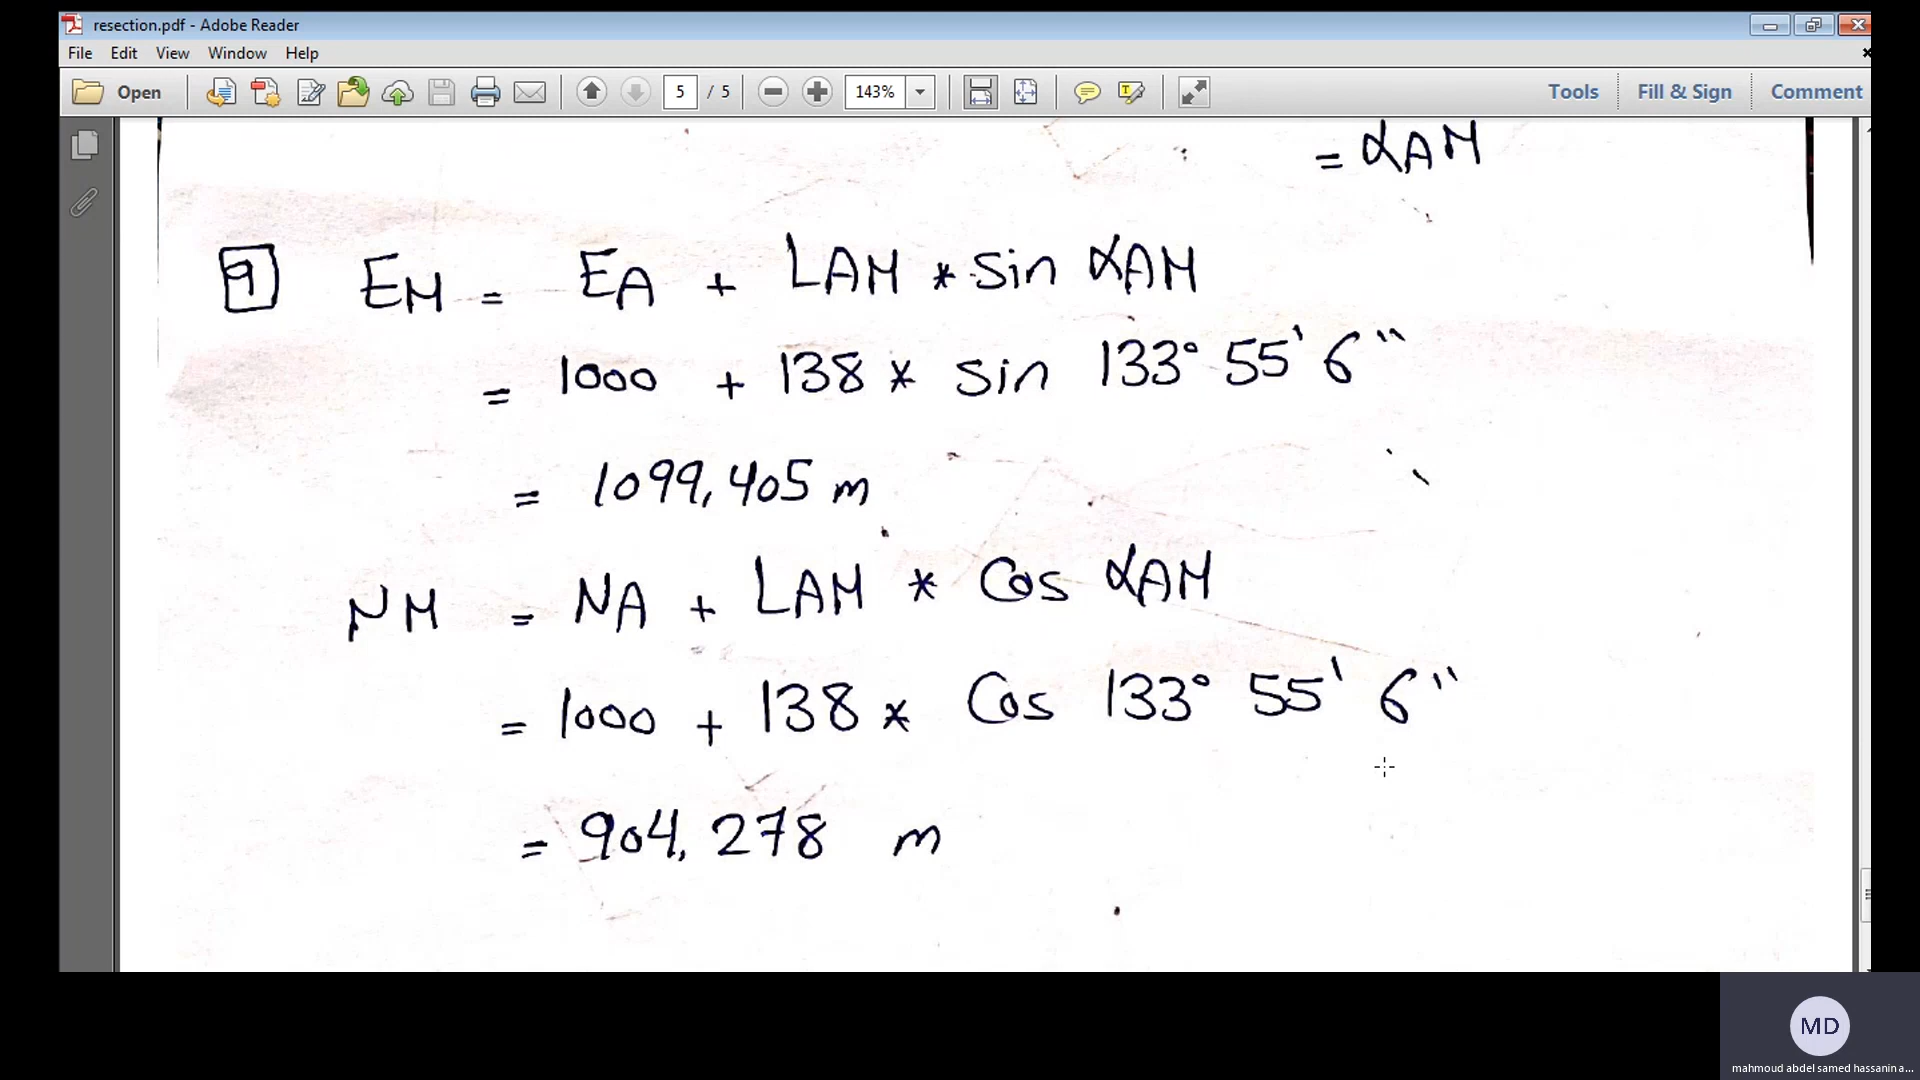 resection.pdf - Adobe Reader
File Edit View Window Help
Open 5 / 5 143% Tools Fill & Sign Comment
= αAM
9 EM = EA + LAM * sin αAM
= 1000 + 138 * sin 133° 55' 6"
= 1099,405 m
NM = NA + LAM * Cos αAM
= 1000 + 138 * Cos 133° 55' 6"
= 904,278 m
MD
mahmoud abdel samed hassanin a...